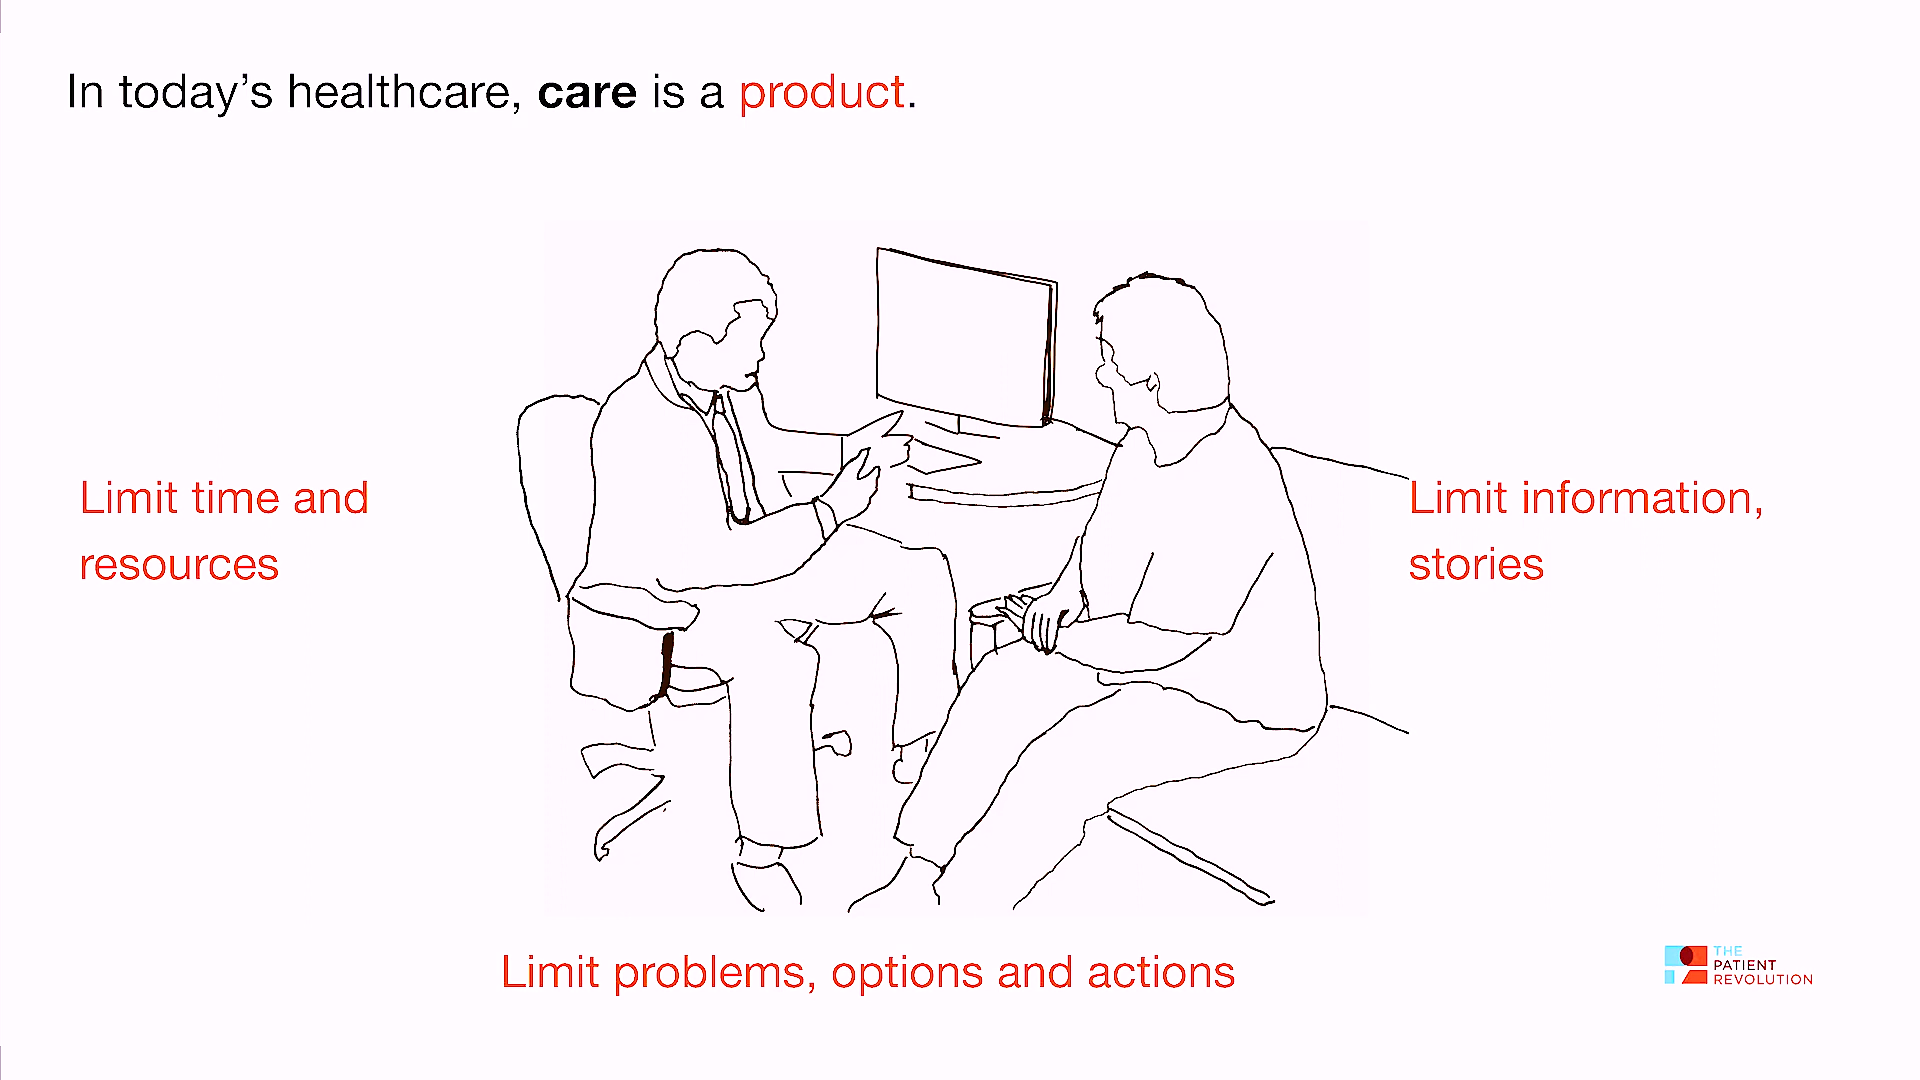 In today's healthcare, care is a product.
Limit time and
resources
Limit information,
stories
Limit problems, options and actions
THE
PATIENT
REVOLUTION